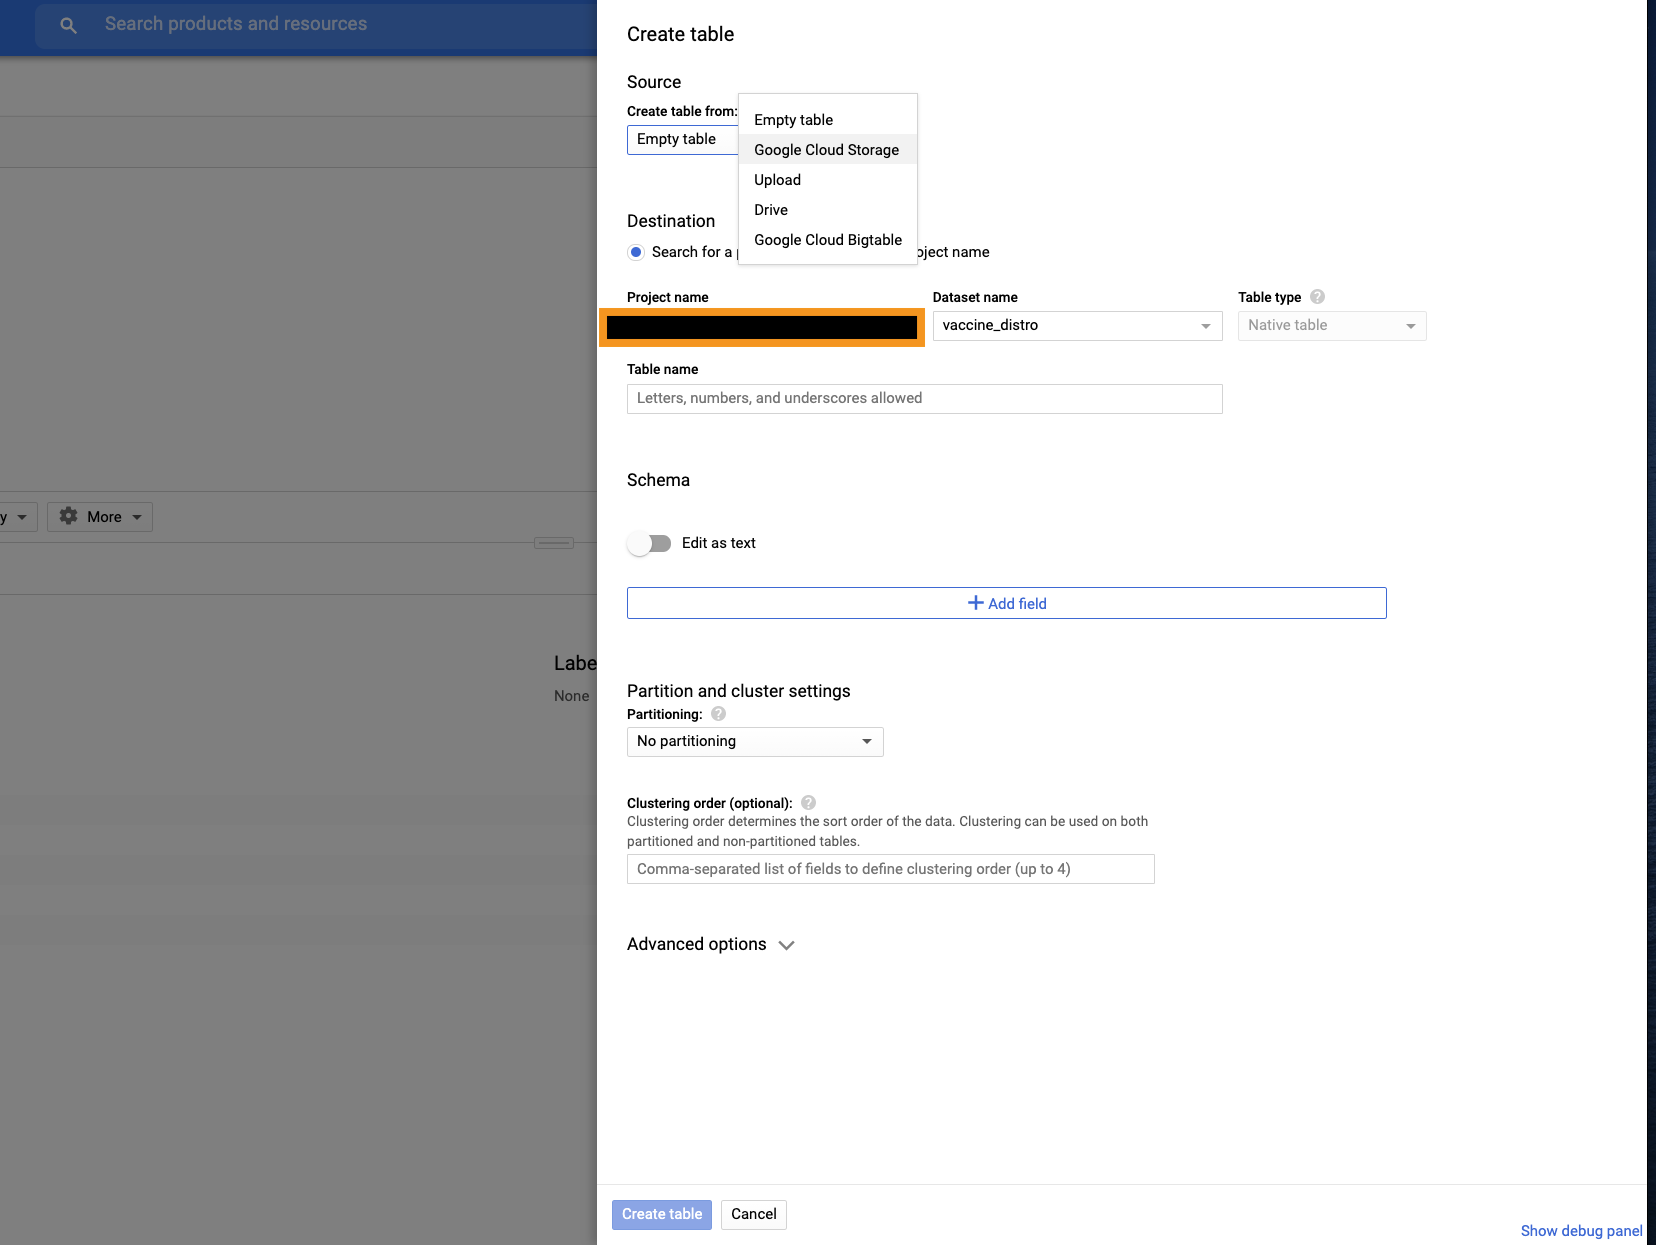 Search products and resources
Create table
Source
Create table from:
Empty table
Empty table
Google Cloud Storage
Upload
Drive
Google Cloud Bigtable
Destination
Search for a
oject name
Project name
Dataset name
Table type
vaccine_distro
Native table
Table name
Letters, numbers, and underscores allowed
Schema
y
More
Edit as text
Add field
Labe
None
Partition and cluster settings
Partitioning:
No partitioning
Clustering order (optional):
Clustering order determines the sort order of the data. Clustering can be used on both
partitioned and non-partitioned tables.
Comma-separated list of fields to define clustering order (up to 4)
Advanced options
Create table
Cancel
Show debug panel